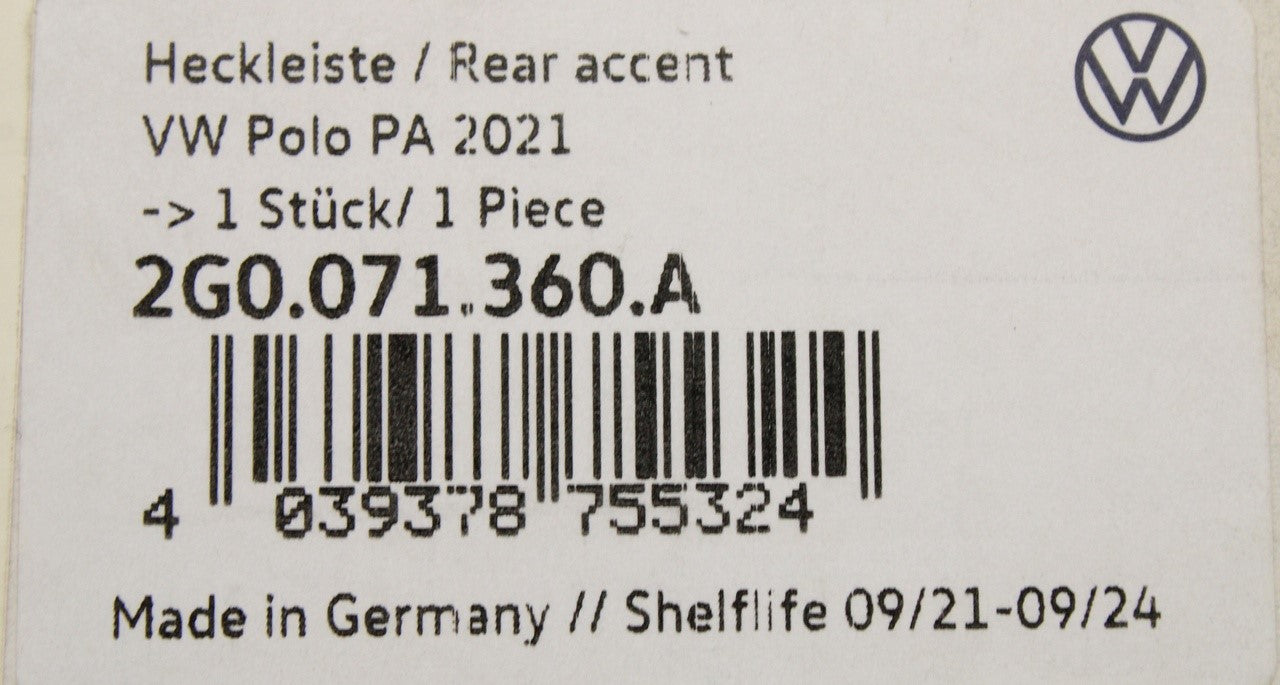 Heckleiste / Rear accent
VW Polo PA 2021
-> 1 Stück/ 1 Piece
2G0.071.360.A
4 039378 755324
Made in Germany // Shelflife 09/21-09/24